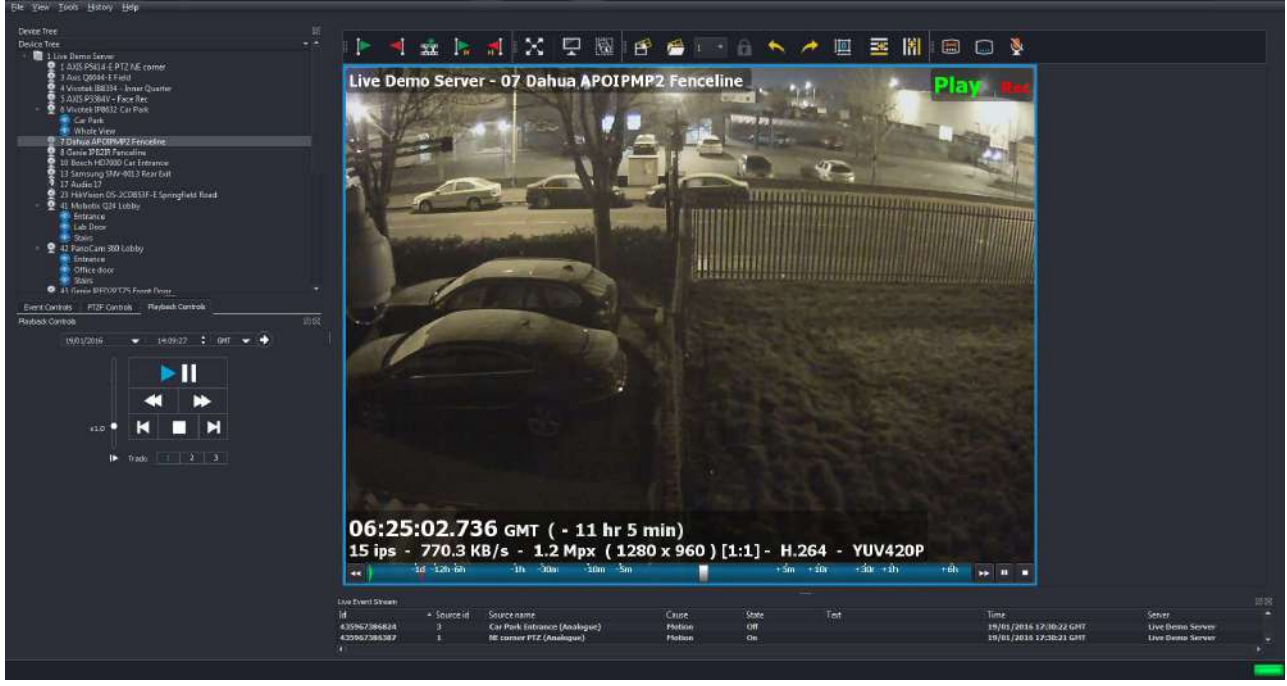 File View Tools History Help
Device Tree
Device Tree
1 Live Demo Server
1 AXIS P5414-E PTZ NE corner
3 Axis Q6044-E Field
4 Vivotek IB8354 - Inner Quarter
5 AXIS P3384V - Face Rec
6 Vivotek IP8632 Car Park
Car Park
Whole View
7 Dahua APOIPMP2 Fenceline
8 Genie IPB2IR Fenceline
10 Bosch HD7000 Car Entrance
13 Samsung SNV-6013 Rear Exit
17 Audio 17
23 HikVision Springfield Road
41 Mobotix Q24 Lobby
Entrance
Lab Door
Stairs
42 PanoCam 360 Lobby
Entrance
Office door
Stairs
43 Genie Front Door
Event Controls PTZF Controls Playback Controls
Playback Controls
19/01/2016 14:09:27 GMT
x1.0
Track: 1 2 3
Live Demo Server - 07 Dahua APOIPMP2 Fenceline Play Rec
06:25:02.736 GMT ( - 11 hr 5 min)
15 ips - 770.3 KB/s - 1.2 Mpx ( 1280 x 960 ) [1:1] - H.264 - YUV420P
-1d -12h -6h -1h -30m -10m -5m +5m +10m +30m +1h +6h
Live Event Stream
Id Source id Source name Cause State Text Time Server
435967386824 3 Car Park Entrance (Analogue) Motion Off 19/01/2016 17:30:22 GMT Live Demo Server
435967386387 1 NE corner PTZ (Analogue) Motion On 19/01/2016 17:30:21 GMT Live Demo Server